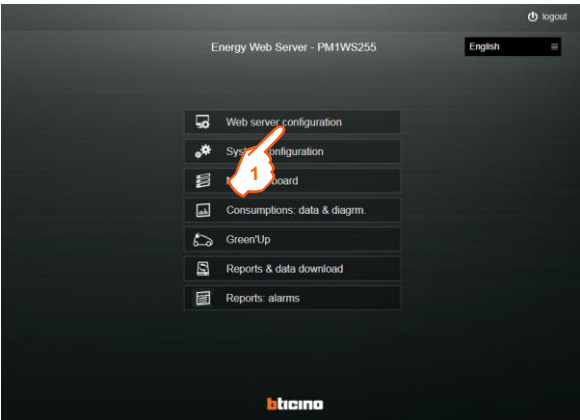 logout
Energy Web Server - PM1WS255
English
Web server configuration
configuration
1
Consumptions: data & diagrm.
Green'Up
Reports & data download
Reports: alarms
bticino